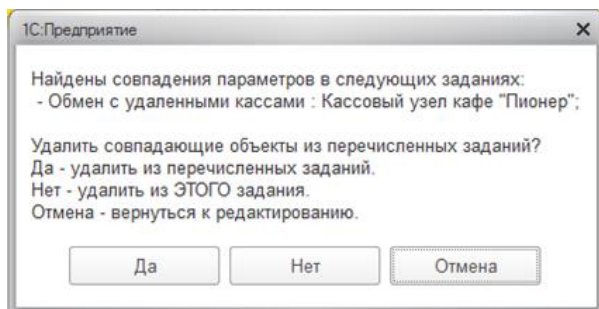 1С:Предприятие
Найдены совпадения параметров в следующих заданиях:
- Обмен с удаленными кассами : Кассовый узел кафе "Пионер";
Удалить совпадающие объекты из перечисленных заданий?
Да - удалить из перечисленных заданий.
Нет - удалить из ЭТОГО задания.
Отмена - вернуться к редактированию.
Да
Нет
Отмена